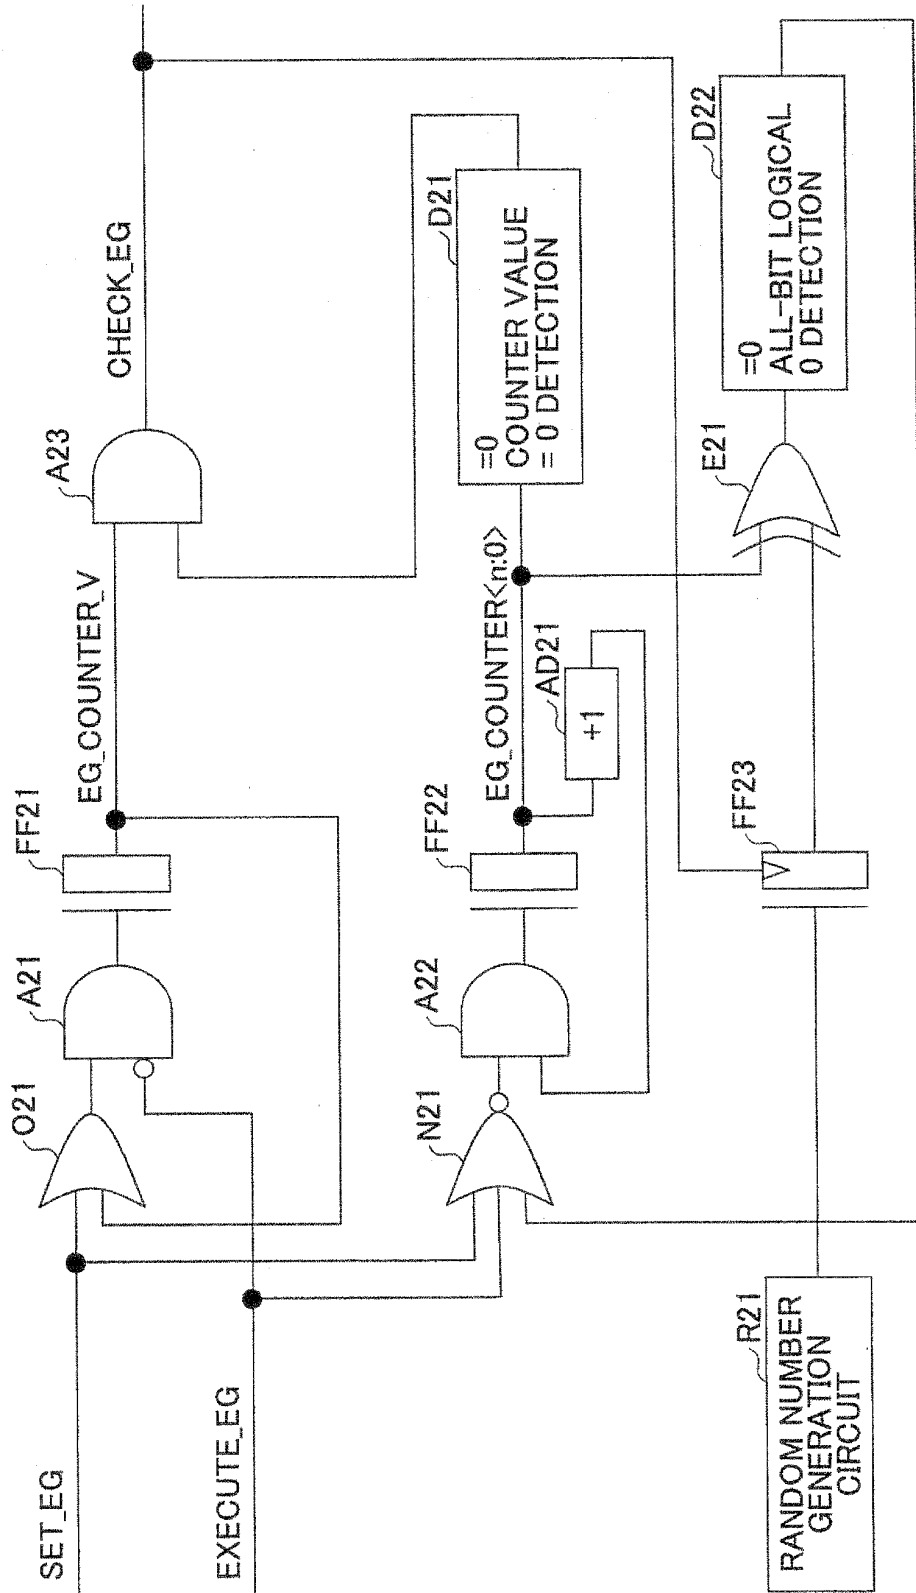 SET_EG
EXECUTE_EG
O21
A21
FF21
EG_COUNTER_V
A23
CHECK_EG
N21
A22
FF22
EG_COUNTER<n:0>
AD21
+1
D21
=0
COUNTER VALUE
= 0 DETECTION
R21
RANDOM NUMBER
GENERATION
CIRCUIT
FF23
E21
D22
=0
ALL-BIT LOGICAL
0 DETECTION